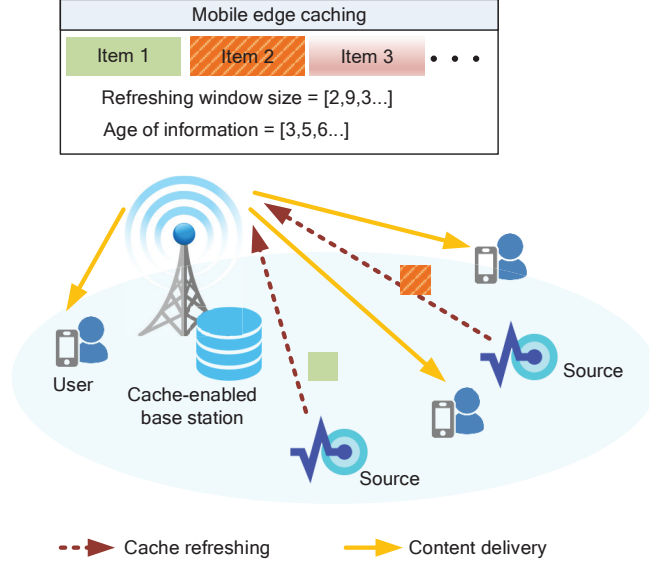 Mobile edge caching
Item 1
Item 2
Item 3
• • •
Refreshing window size = [2,9,3...]
Age of information = [3,5,6...]
User
Cache-enabled
base station
Source
Source
Cache refreshing
Content delivery